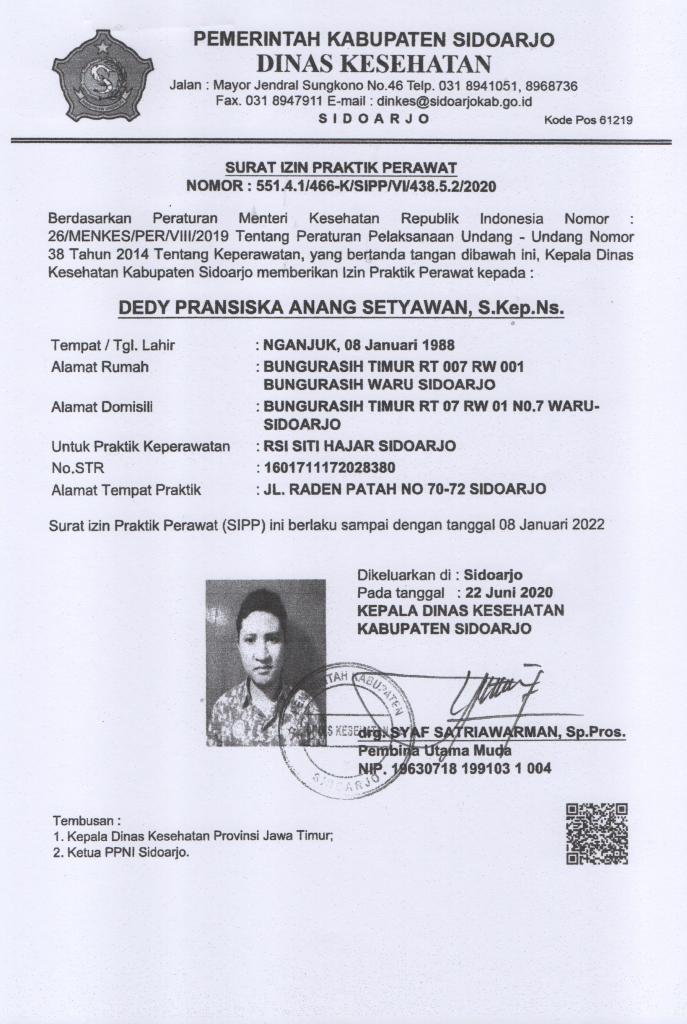 PEMERINTAH KABUPATEN SIDOARJO
DINAS KESEHATAN
Jalan : Mayor Jendral Sungkono No.46 Telp. 031 8941051, 8968736
Fax. 031 8947911 E-mail : dinkes@sidoarjokab.go.id
S I D O A R J O
Kode Pos 61219
SURAT IZIN PRAKTIK PERAWAT
NOMOR : 551.4.1/466-K/SIPP/VI/438.5.2/2020
Berdasarkan Peraturan Menteri Kesehatan Republik Indonesia Nomor :
26/MENKES/PER/VIII/2019 Tentang Peraturan Pelaksanaan Undang - Undang Nomor
38 Tahun 2014 Tentang Keperawatan, yang bertanda tangan dibawah ini, Kepala Dinas
Kesehatan Kabupaten Sidoarjo memberikan Izin Praktik Perawat kepada :
DEDY PRANSISKA ANANG SETYAWAN, S.Kep.Ns.
Tempat / Tgl. Lahir : NGANJUK, 08 Januari 1988
Alamat Rumah : BUNGURASIH TIMUR RT 007 RW 001
BUNGURASIH WARU SIDOARJO
Alamat Domisili : BUNGURASIH TIMUR RT 07 RW 01 N0.7 WARU-
SIDOARJO
Untuk Praktik Keperawatan : RSI SITI HAJAR SIDOARJO
No.STR : 1601711172028380
Alamat Tempat Praktik : JL. RADEN PATAH NO 70-72 SIDOARJO
Surat izin Praktik Perawat (SIPP) ini berlaku sampai dengan tanggal 08 Januari 2022
Dikeluarkan di : Sidoarjo
Pada tanggal : 22 Juni 2020
KEPALA DINAS KESEHATAN
KABUPATEN SIDOARJO
KABUPATEN
KESEHATAN
SIDOARJO
drg. SYAF SATRIAWARMAN, Sp.Pros.
Pembina Utama Muda
NIP. 19630718 199103 1 004
Tembusan :
1. Kepala Dinas Kesehatan Provinsi Jawa Timur;
2. Ketua PPNI Sidoarjo.